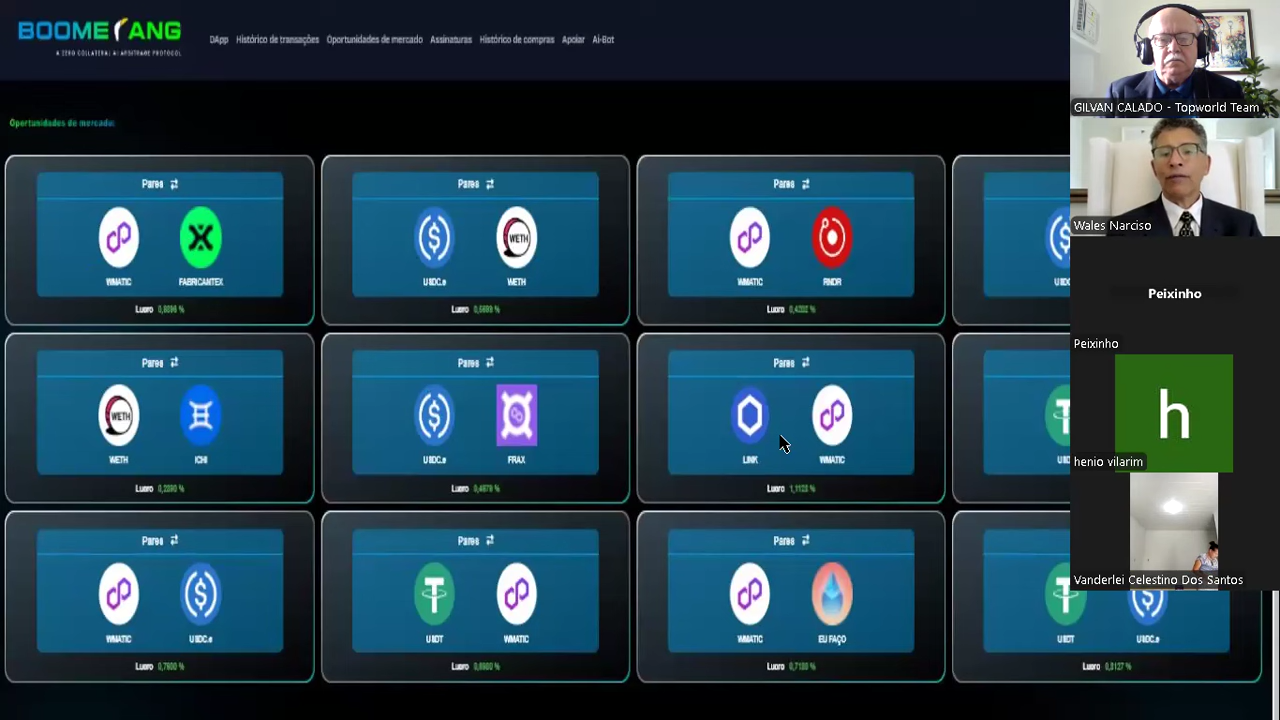 BOOMERANG
A ZERO COLLATERAL AI ARBITRAGE PROTOCOL
DApp Histórico de transações Oportunidades de mercado Assinaturas Histórico de compras Apoiar Ai-Bot
Oportunidades de mercado:
Pares Pares Pares
WMATIC FABRICANTEX USDC.e WETH WMATIC RNDR
Lucro Lucro Lucro
Pares Pares Pares
WETH
WETH ICHI USDC.e FRAX LINK WMATIC
Lucro Lucro Lucro
Pares Pares Pares
WMATIC USDC.e USDT WMATIC WMATIC EU FAÇO USDT USDC.e
Lucro Lucro Lucro Lucro
GILVAN CALADO - Topworld Team
Wales Narciso
Peixinho
Peixinho
h
henio vilarim
Vanderlei Celestino Dos Santos